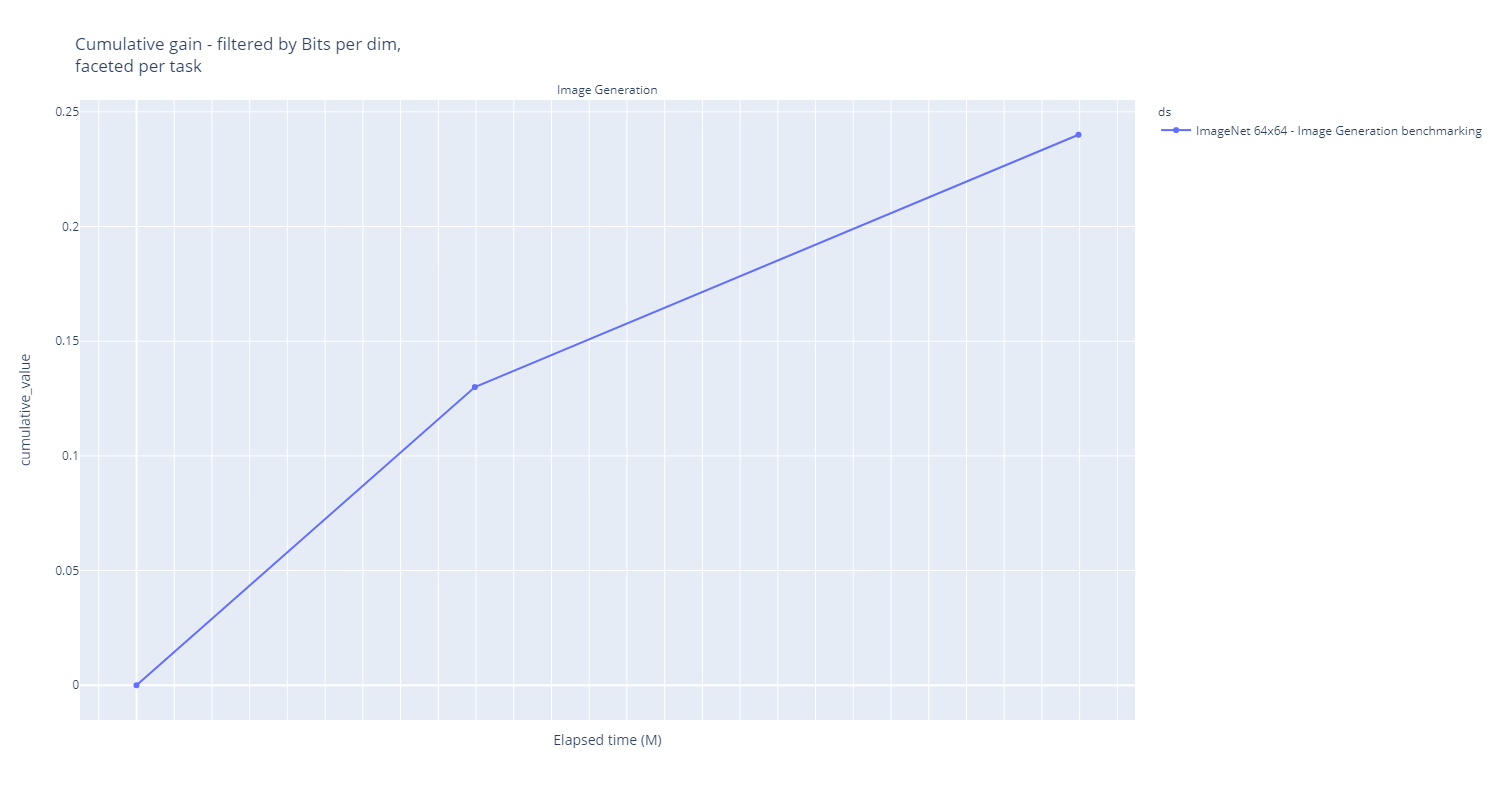 Cumulative gain - filtered by Bits per dim,
faceted per task
Image Generation
0.25
0.2
0.15
0.1
0.05
0
cumulative_value
Elapsed time (M)
ds
ImageNet 64x64 - Image Generation benchmarking